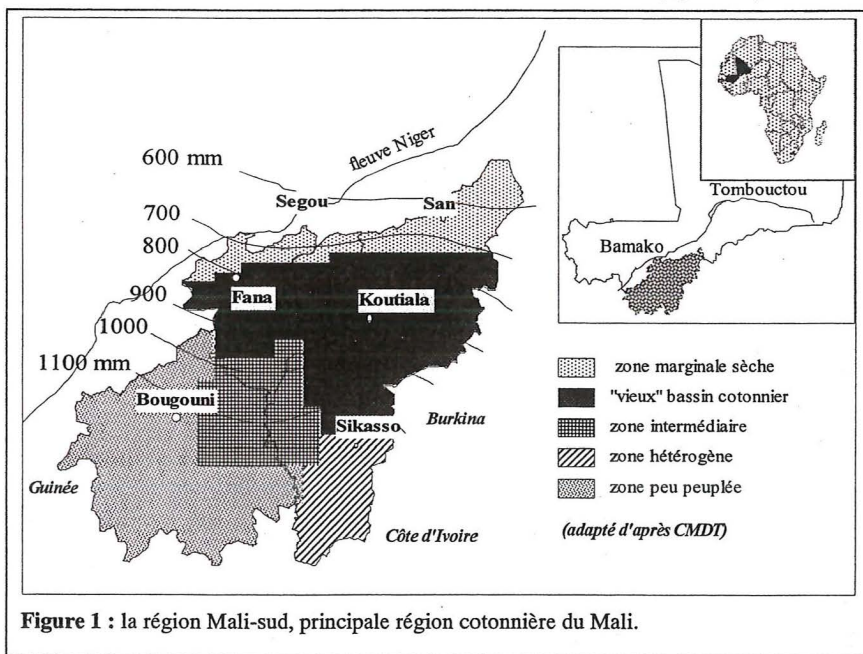 600 mm
fleuve Niger
Segou
San
700
800
Fana
Koutiala
900
1000
1100 mm
Bougouni
Sikasso
Burkina
Guinée
Côte d'Ivoire
Tombouctou
Bamako
zone marginale sèche
"vieux" bassin cotonnier
zone intermédiaire
zone hétérogène
zone peu peuplée
(adapté d'après CMDT)
Figure 1 : la région Mali-sud, principale région cotonnière du Mali.